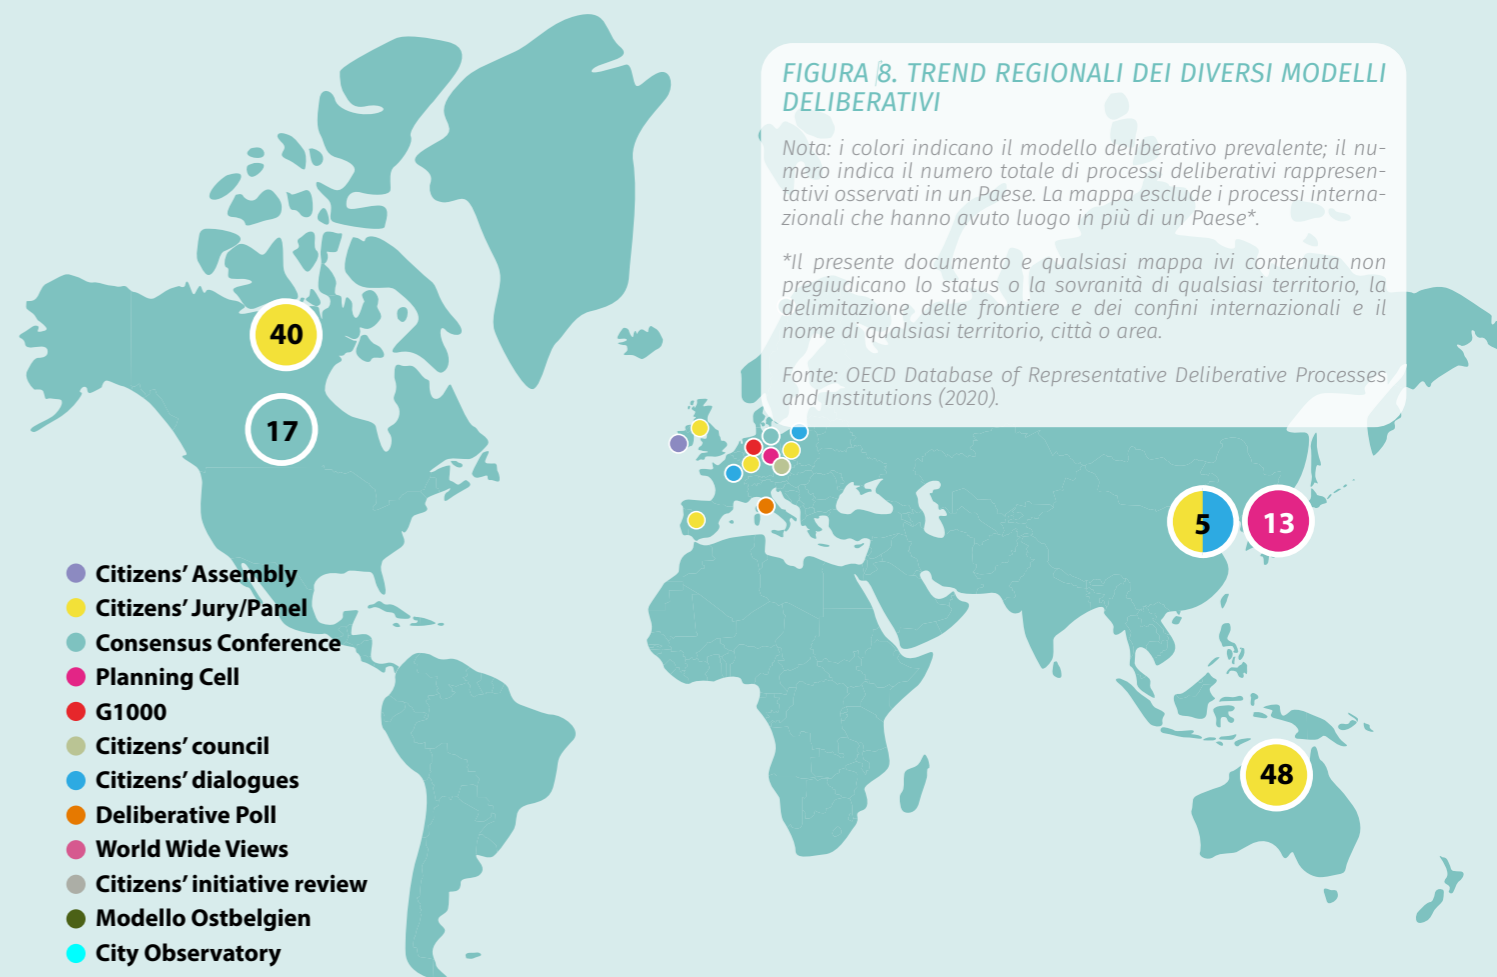 FIGURA 8. TREND REGIONALI DEI DIVERSI MODELLI
DELIBERATIVI
Nota: i colori indicano il modello deliberativo prevalente; il nu-
mero indica il numero totale di processi deliberativi rappresen-
tativi osservati in un Paese. La mappa esclude i processi interna-
zionali che hanno avuto luogo in più di un Paese*.
*Il presente documento e qualsiasi mappa ivi contenuta non
pregiudicano lo status o la sovranità di qualsiasi territorio, la
delimitazione delle frontiere e dei confini internazionali e il
nome di qualsiasi territorio, città o area.
Fonte: OECD Database of Representative Deliberative Processes
and Institutions (2020).
40
17
5
13
48
Citizens' Assembly
Citizens' Jury/Panel
Consensus Conference
Planning Cell
G1000
Citizens' council
Citizens' dialogues
Deliberative Poll
World Wide Views
Citizens' initiative review
Modello Ostbelgien
City Observatory